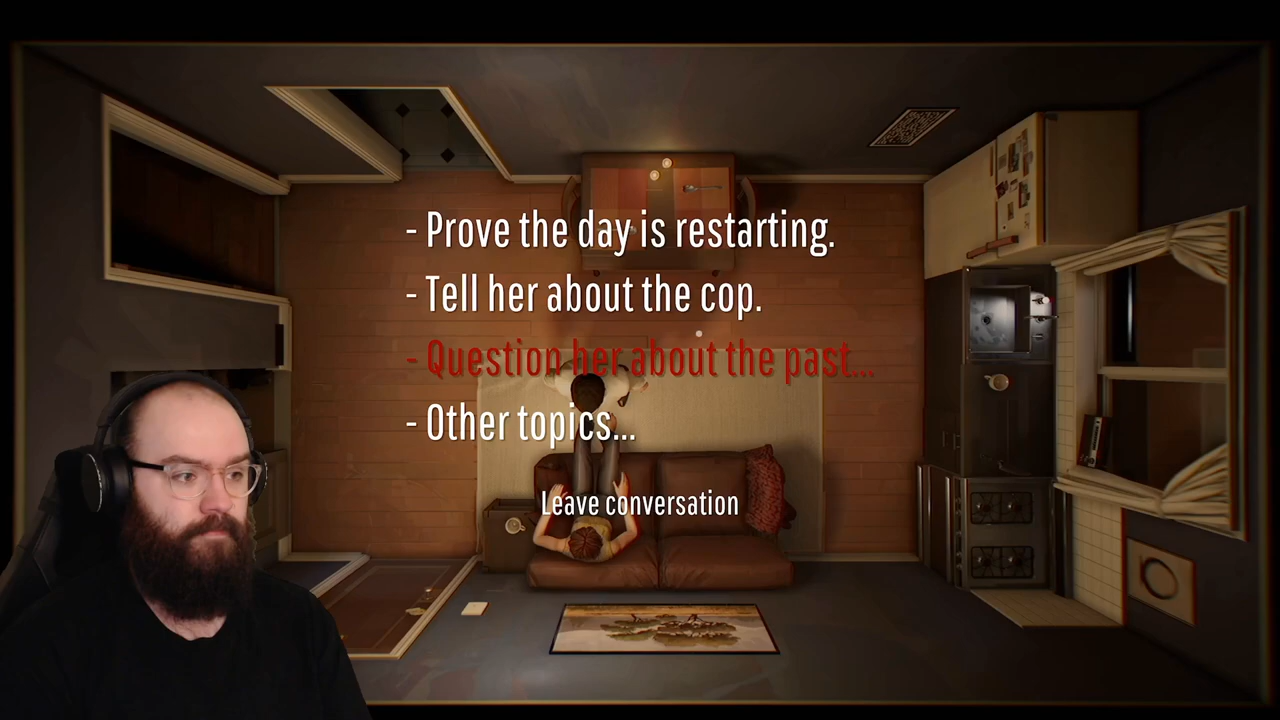 - Prove the day is restarting.
- Tell her about the cop.
- Question her about the past...
- Other topics...
Leave conversation